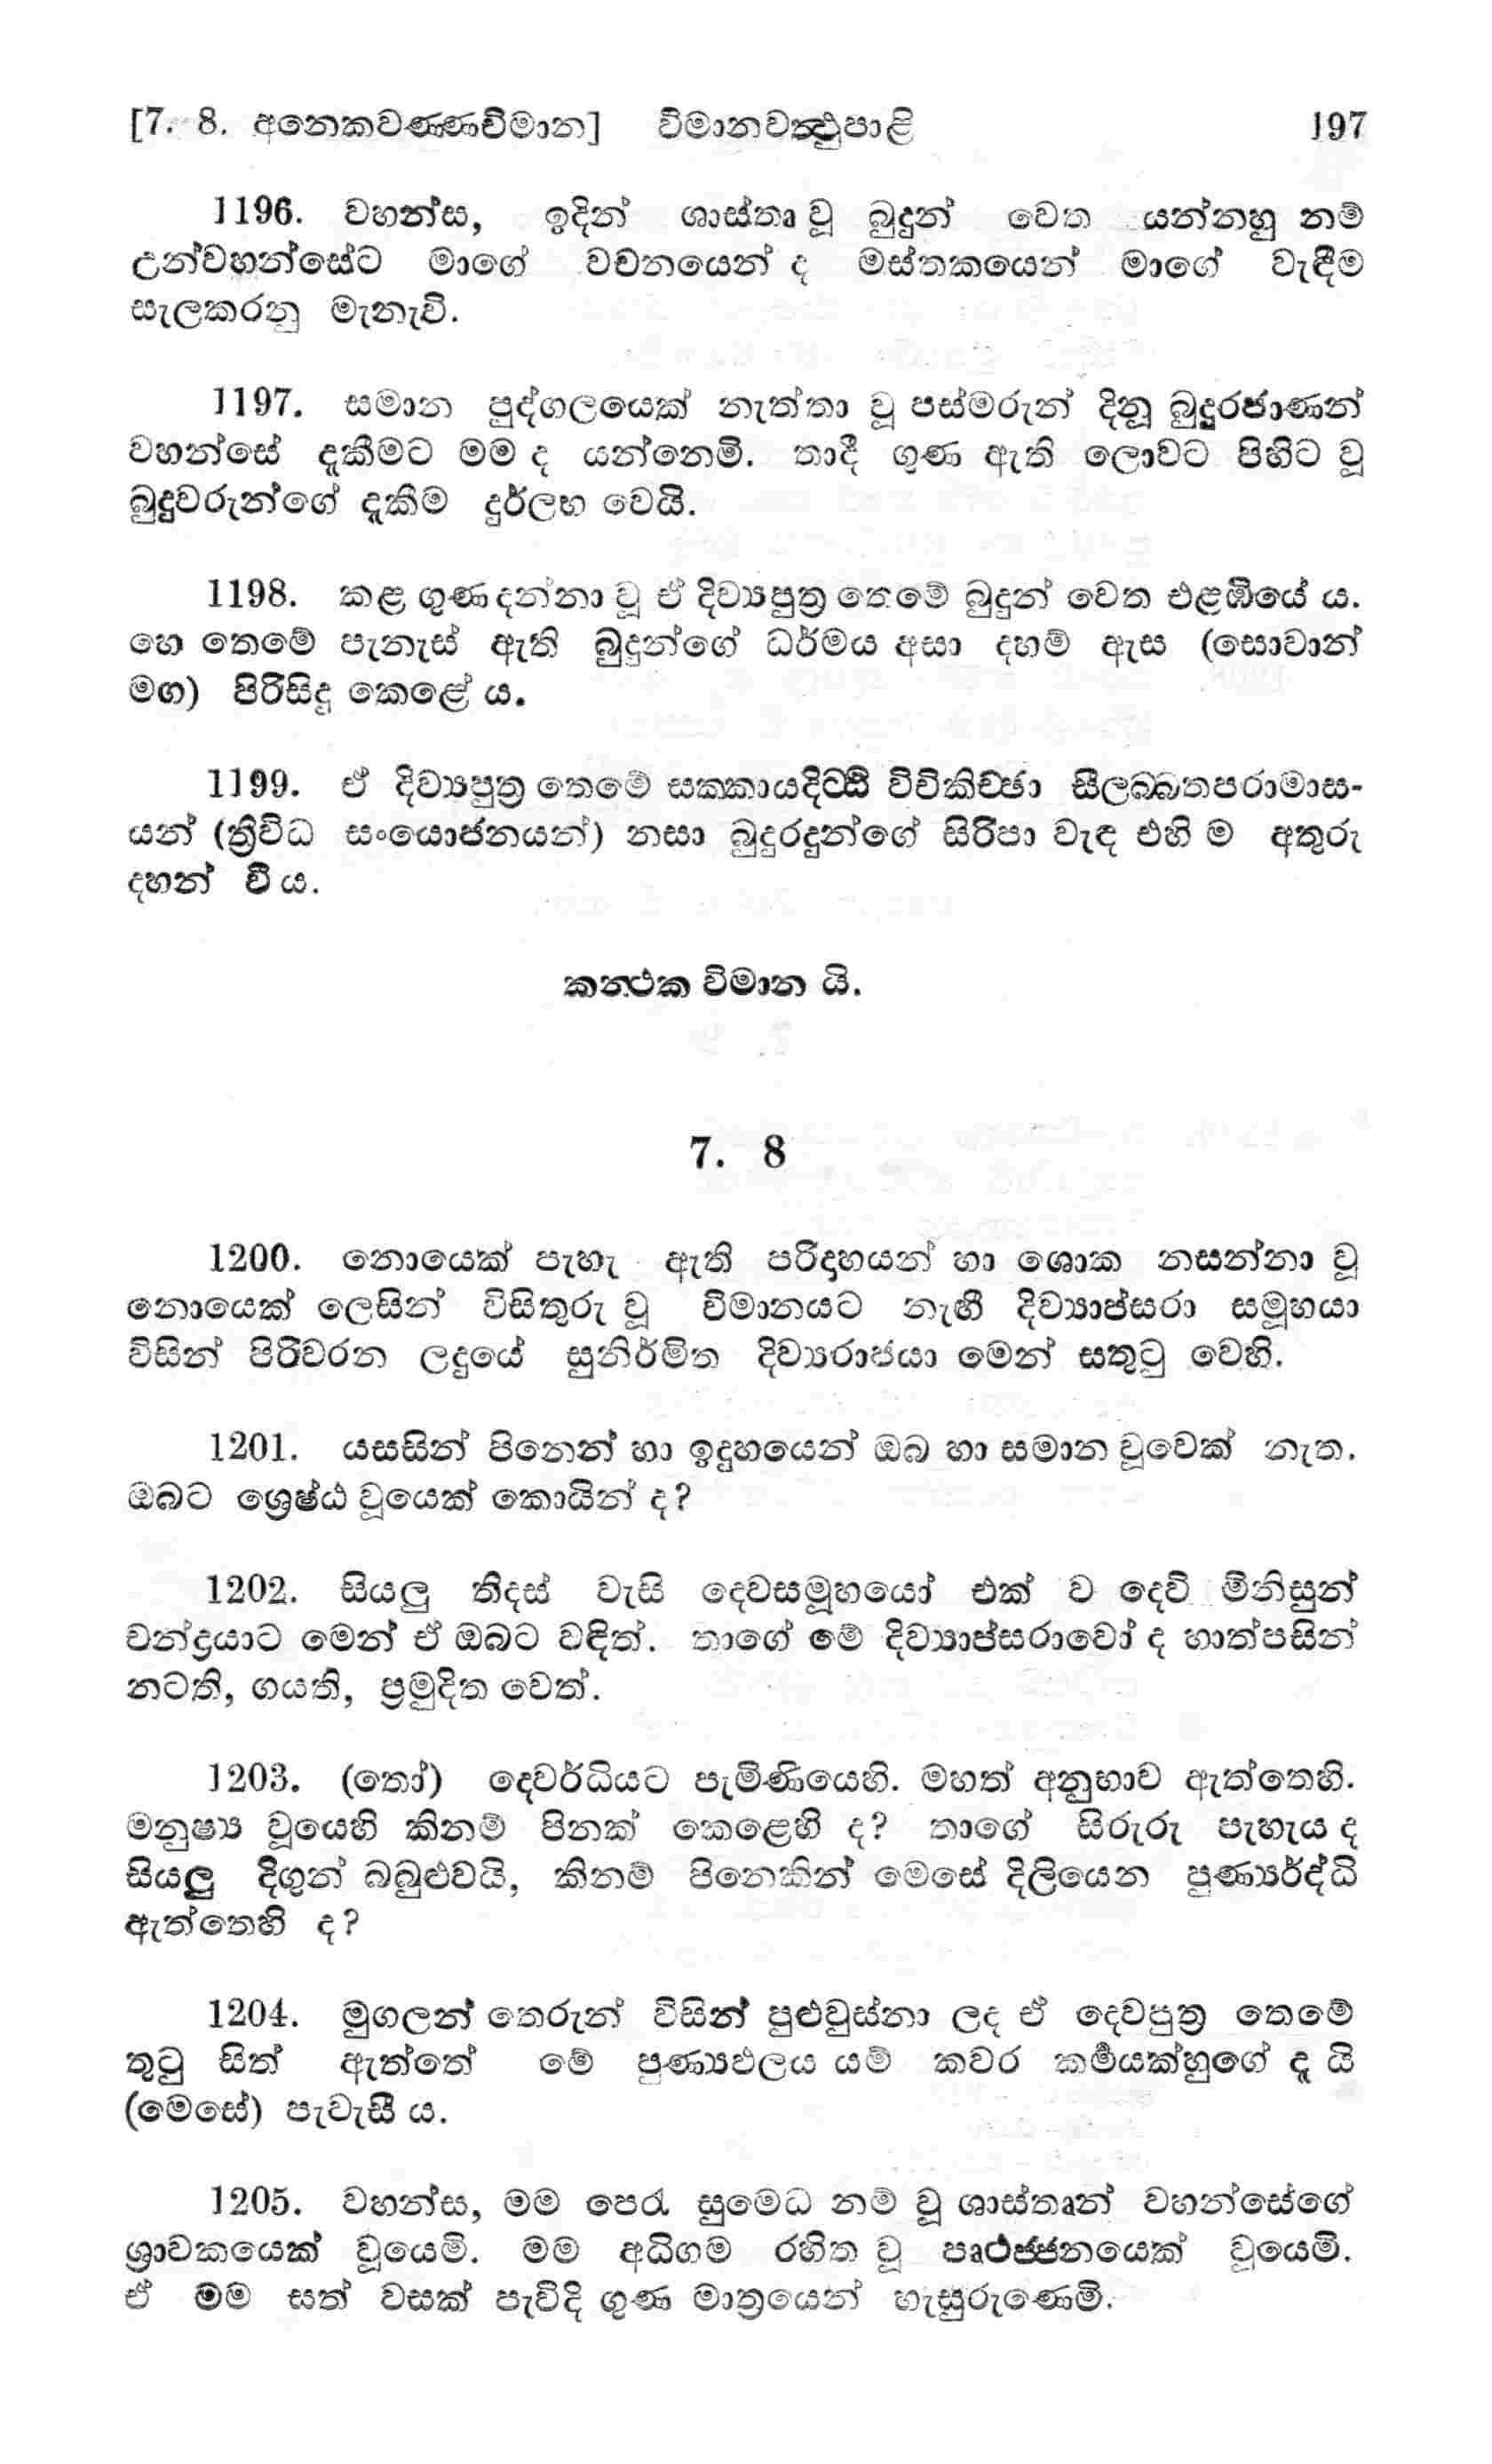 [7. 8. අනෙකවණ්ණවිමාන] විමානවත්‍ථුපාළි 197
1196. වහන්ස, ඉදින් ශාස්තෘ වූ බුදුන් වෙත යන්නහු නම්
උන්වහන්සේට මාගේ වචනයෙන් ද මස්තකයෙන් මාගේ වැඳීම
සැලකරනු මැනැවි.
1197. සමාන පුද්ගලයෙක් නැත්තා වූ පස්මරුන් දිනූ බුදුරජාණන්
වහන්සේ දැකීමට මම ද යන්නෙමි. තාදී ගුණ ඇති ලොවට පිහිට වූ
බුදුවරුන්ගේ දැකීම දුර්ලභ වෙයි.
1198. කළ ගුණ දන්නා වූ ඒ දිව්‍යපුත්‍ර තෙමේ බුදුන් වෙත එළඹියේ ය.
හෙ තෙමේ පැනැස් ඇති බුදුන්ගේ ධර්මය අසා දහම් ඇස (සොවාන්
මඟ) පිරිසිදු කෙළේ ය.
1199. ඒ දිව්‍යපුත්‍ර තෙමේ සක්කායදිට්ඨි විචිකිච්ඡා සීලබ්බතපරාමාස-
යන් (ත්‍රිවිධ සංයොජනයන්) නසා බුදුරදුන්ගේ සිරිපා වැඳ එහි ම අතුරු
දහන් වී ය.
කන්‍ථක විමාන යි.
7. 8
1200. නොයෙක් පැහැ ඇති පරිදාහයන් හා ශොක නසන්නා වූ
නොයෙක් ලෙසින් විසිතුරු වූ විමානයට නැඟී දිව්‍යාප්සරා සමූහයා
විසින් පිරිවරන ලදුයේ සුනිර්මිත දිව්‍යරාජයා මෙන් සතුටු වෙහි.
1201. යසසින් පිනෙන් හා ඉදුහයෙන් ඔබ හා සමාන වූවෙක් නැත.
ඔබට ශ්‍රෙෂ්ඨ වූයෙක් කොයින් ද?
1202. සියලු තිදස් වැසි දෙවසමූහයෝ එක් ව දෙවි මිනිසුන්
චන්ද්‍රයාට මෙන් ඒ ඔබට වඳිත්. තාගේ මේ දිව්‍යාප්සරාවෝ ද හාත්පසින්
නටති, ගයති, ප්‍රමුදිත වෙත්.
1203. (තෝ) දෙවර්ධියට පැමිණියෙහි. මහත් අනුභාව ඇත්තෙහි.
මනුෂ්‍ය වූයෙහි කිනම් පිනක් කෙළෙහි ද? තාගේ සිරුරු පැහැය ද
සියලු දිගුන් බබුළුවයි, කිනම් පිනෙකින් මෙසේ දිලියෙන පුණ්‍යර්ද්ධි
ඇත්තෙහි ද?
1204. මුගලන් තෙරුන් විසින් පුළුවුස්නා ලද ඒ දෙවපුත්‍ර තෙමේ
තුටු සිත් ඇත්තේ මේ පුණ්‍යඵලය යම් කවර කර්‍මයක්හුගේ දැ යි
(මෙසේ) පැවැසී ය.
1205. වහන්ස, මම පෙරැ සුමෙධ නම් වූ ශාස්තෲන් වහන්සේගේ
ශ්‍රාවකයෙක් වූයෙමි. මම අධිගම රහිත වූ පෘථජ්ජනයෙක් වූයෙමි.
ඒ මම සත් වසක් පැවිදි ගුණ මාත්‍රයෙන් හැසුරුණෙමි.